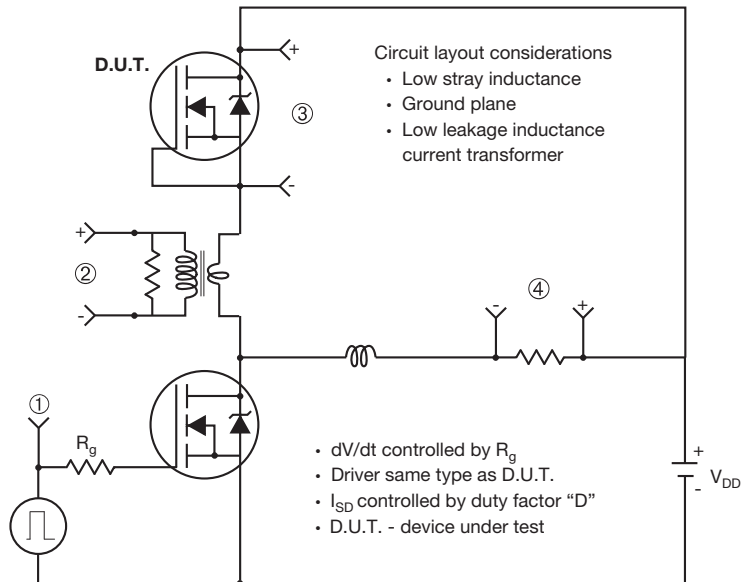 D.U.T.
+
Circuit layout considerations
• Low stray inductance
• Ground plane
• Low leakage inductance
current transformer
③
-
+
②
-
④
-
+
①
R_g
• dV/dt controlled by R_g
• Driver same type as D.U.T.
• I_SD controlled by duty factor “D”
• D.U.T. - device under test
+
V_DD
-